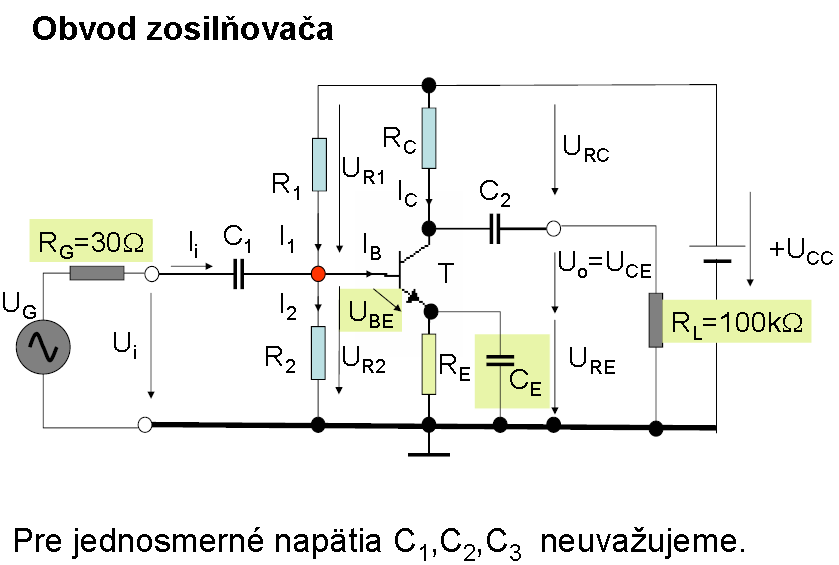 Obvod zosilňovača
R_C
U_RC
R_1
U_R1
I_C
C_2
R_G=30Ω
I_i
C_1
I_1
I_B
T
U_o=U_CE
+U_CC
U_G
I_2
U_BE
U_i
R_2
U_R2
R_E
C_E
U_RE
R_L=100kΩ
Pre jednosmerné napätia C_1,C_2,C_3 neuvažujeme.